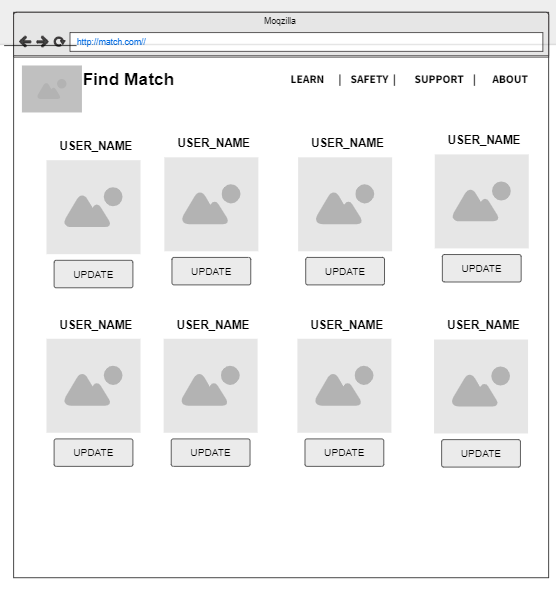 Moqzilla
http://match.com//
Find Match
LEARN | SAFETY | SUPPORT | ABOUT
USER_NAME USER_NAME USER_NAME USER_NAME
UPDATE UPDATE UPDATE UPDATE
USER_NAME USER_NAME USER_NAME USER_NAME
UPDATE UPDATE UPDATE UPDATE